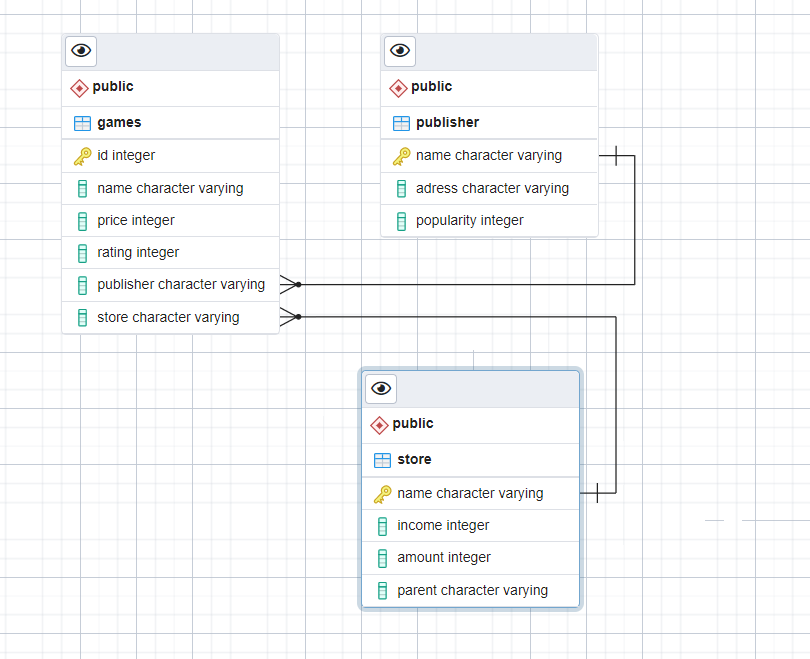 public
games
id integer
name character varying
price integer
rating integer
publisher character varying
store character varying
public
publisher
name character varying
adress character varying
popularity integer
public
store
name character varying
income integer
amount integer
parent character varying